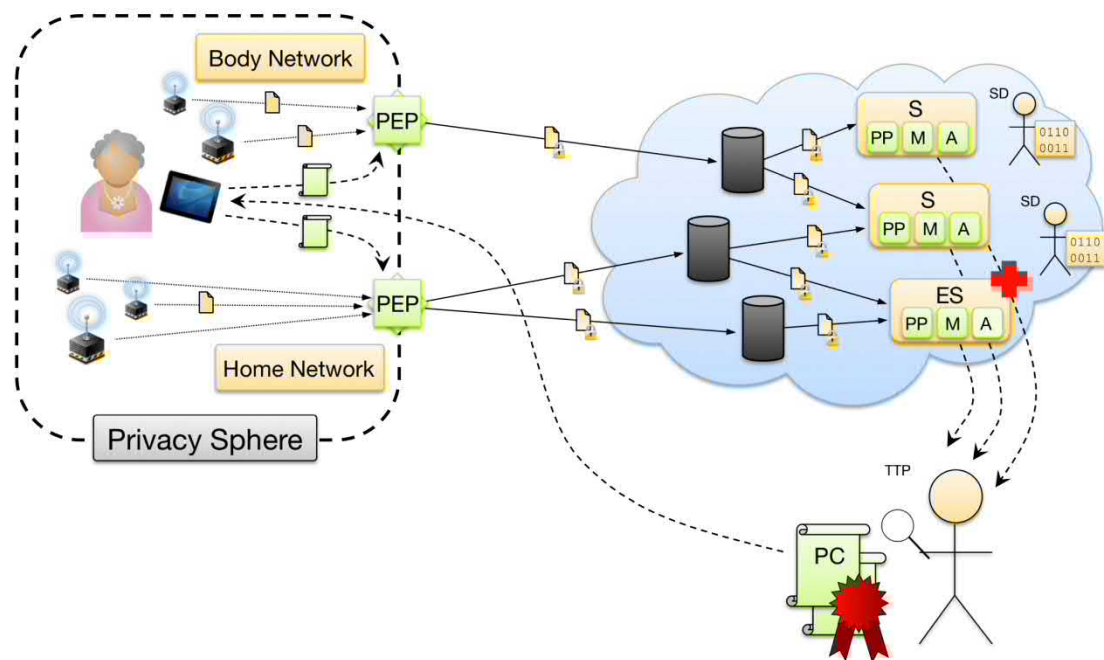 Body Network
PEP
S
PP M A
SD
0110
0011
S
PP M A
SD
0110
0011
PEP
ES
PP M A
Home Network
Privacy Sphere
TTP
PC